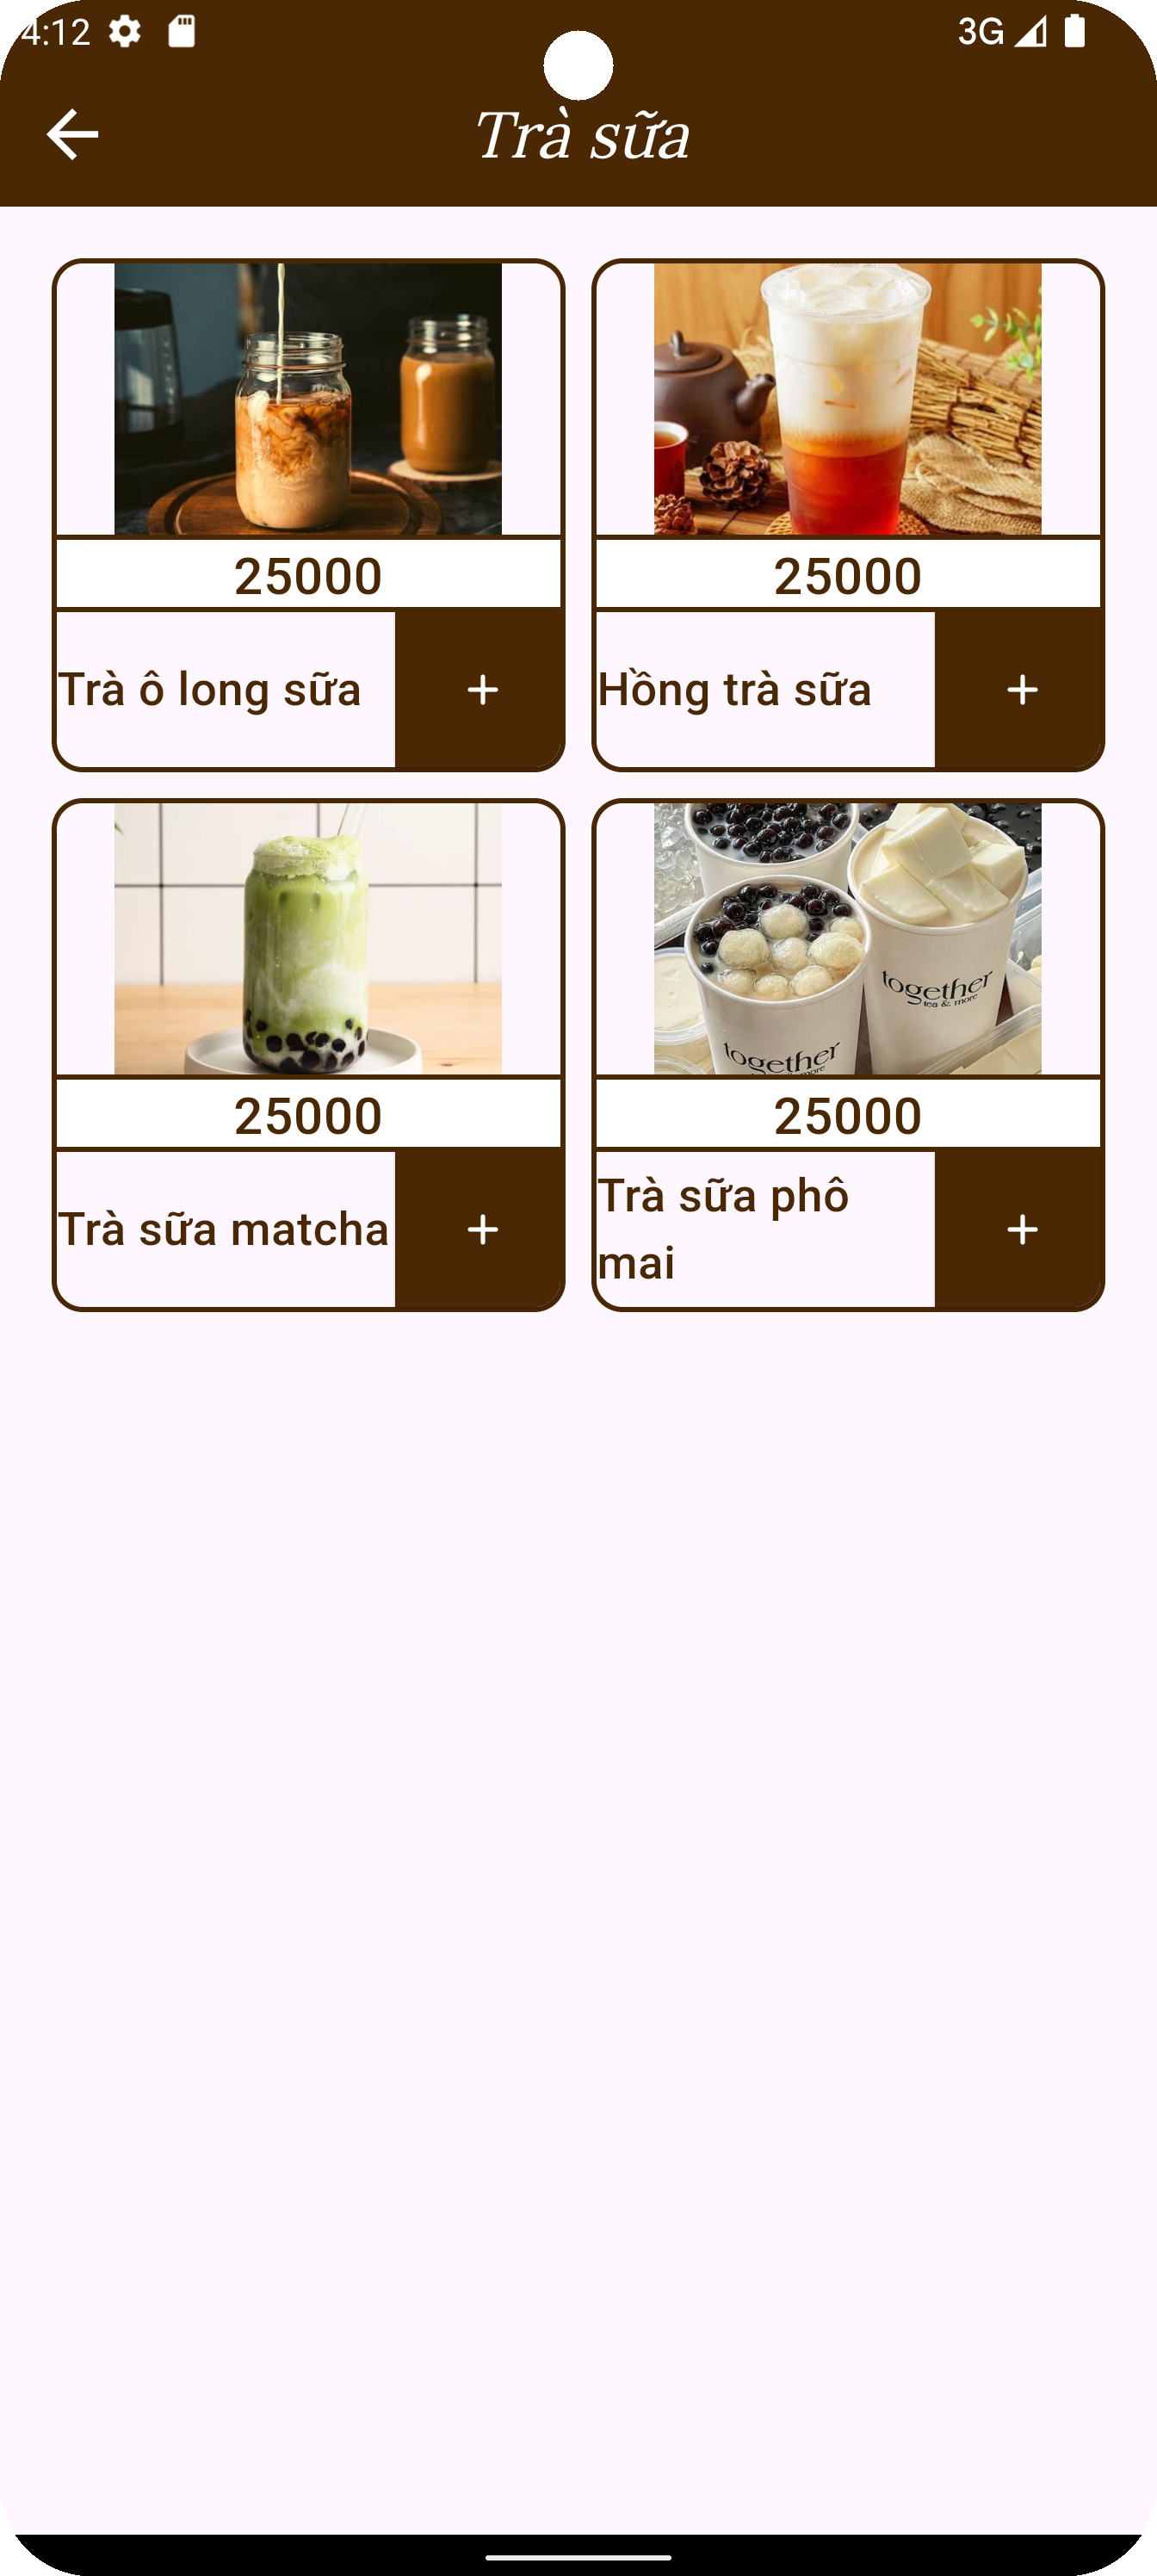 4:12
3G
Trà sữa
25000
25000
Trà ô long sữa
+
Hồng trà sữa
+
together
tea & more
together
25000
25000
Trà sữa matcha
+
Trà sữa phô
mai
+